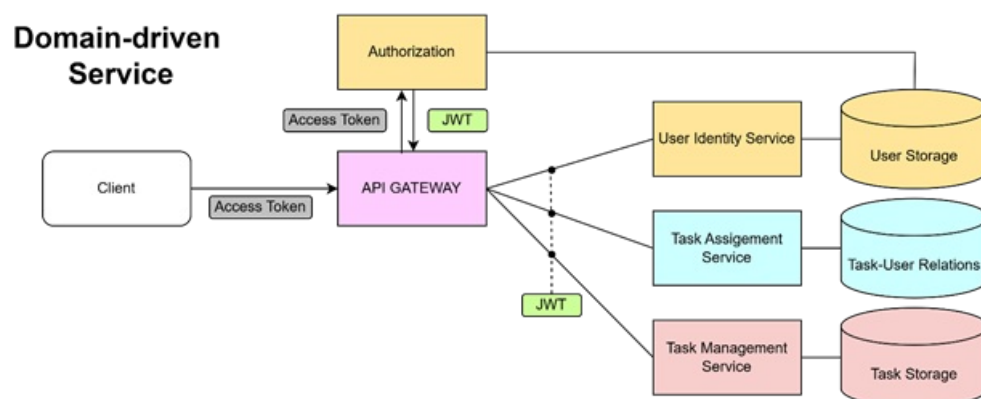 Domain-driven
Service
Authorization
Access Token
JWT
User Identity Service
User Storage
Client
API GATEWAY
Access Token
Task Assigement
Service
Task-User Relations
JWT
Task Management
Service
Task Storage